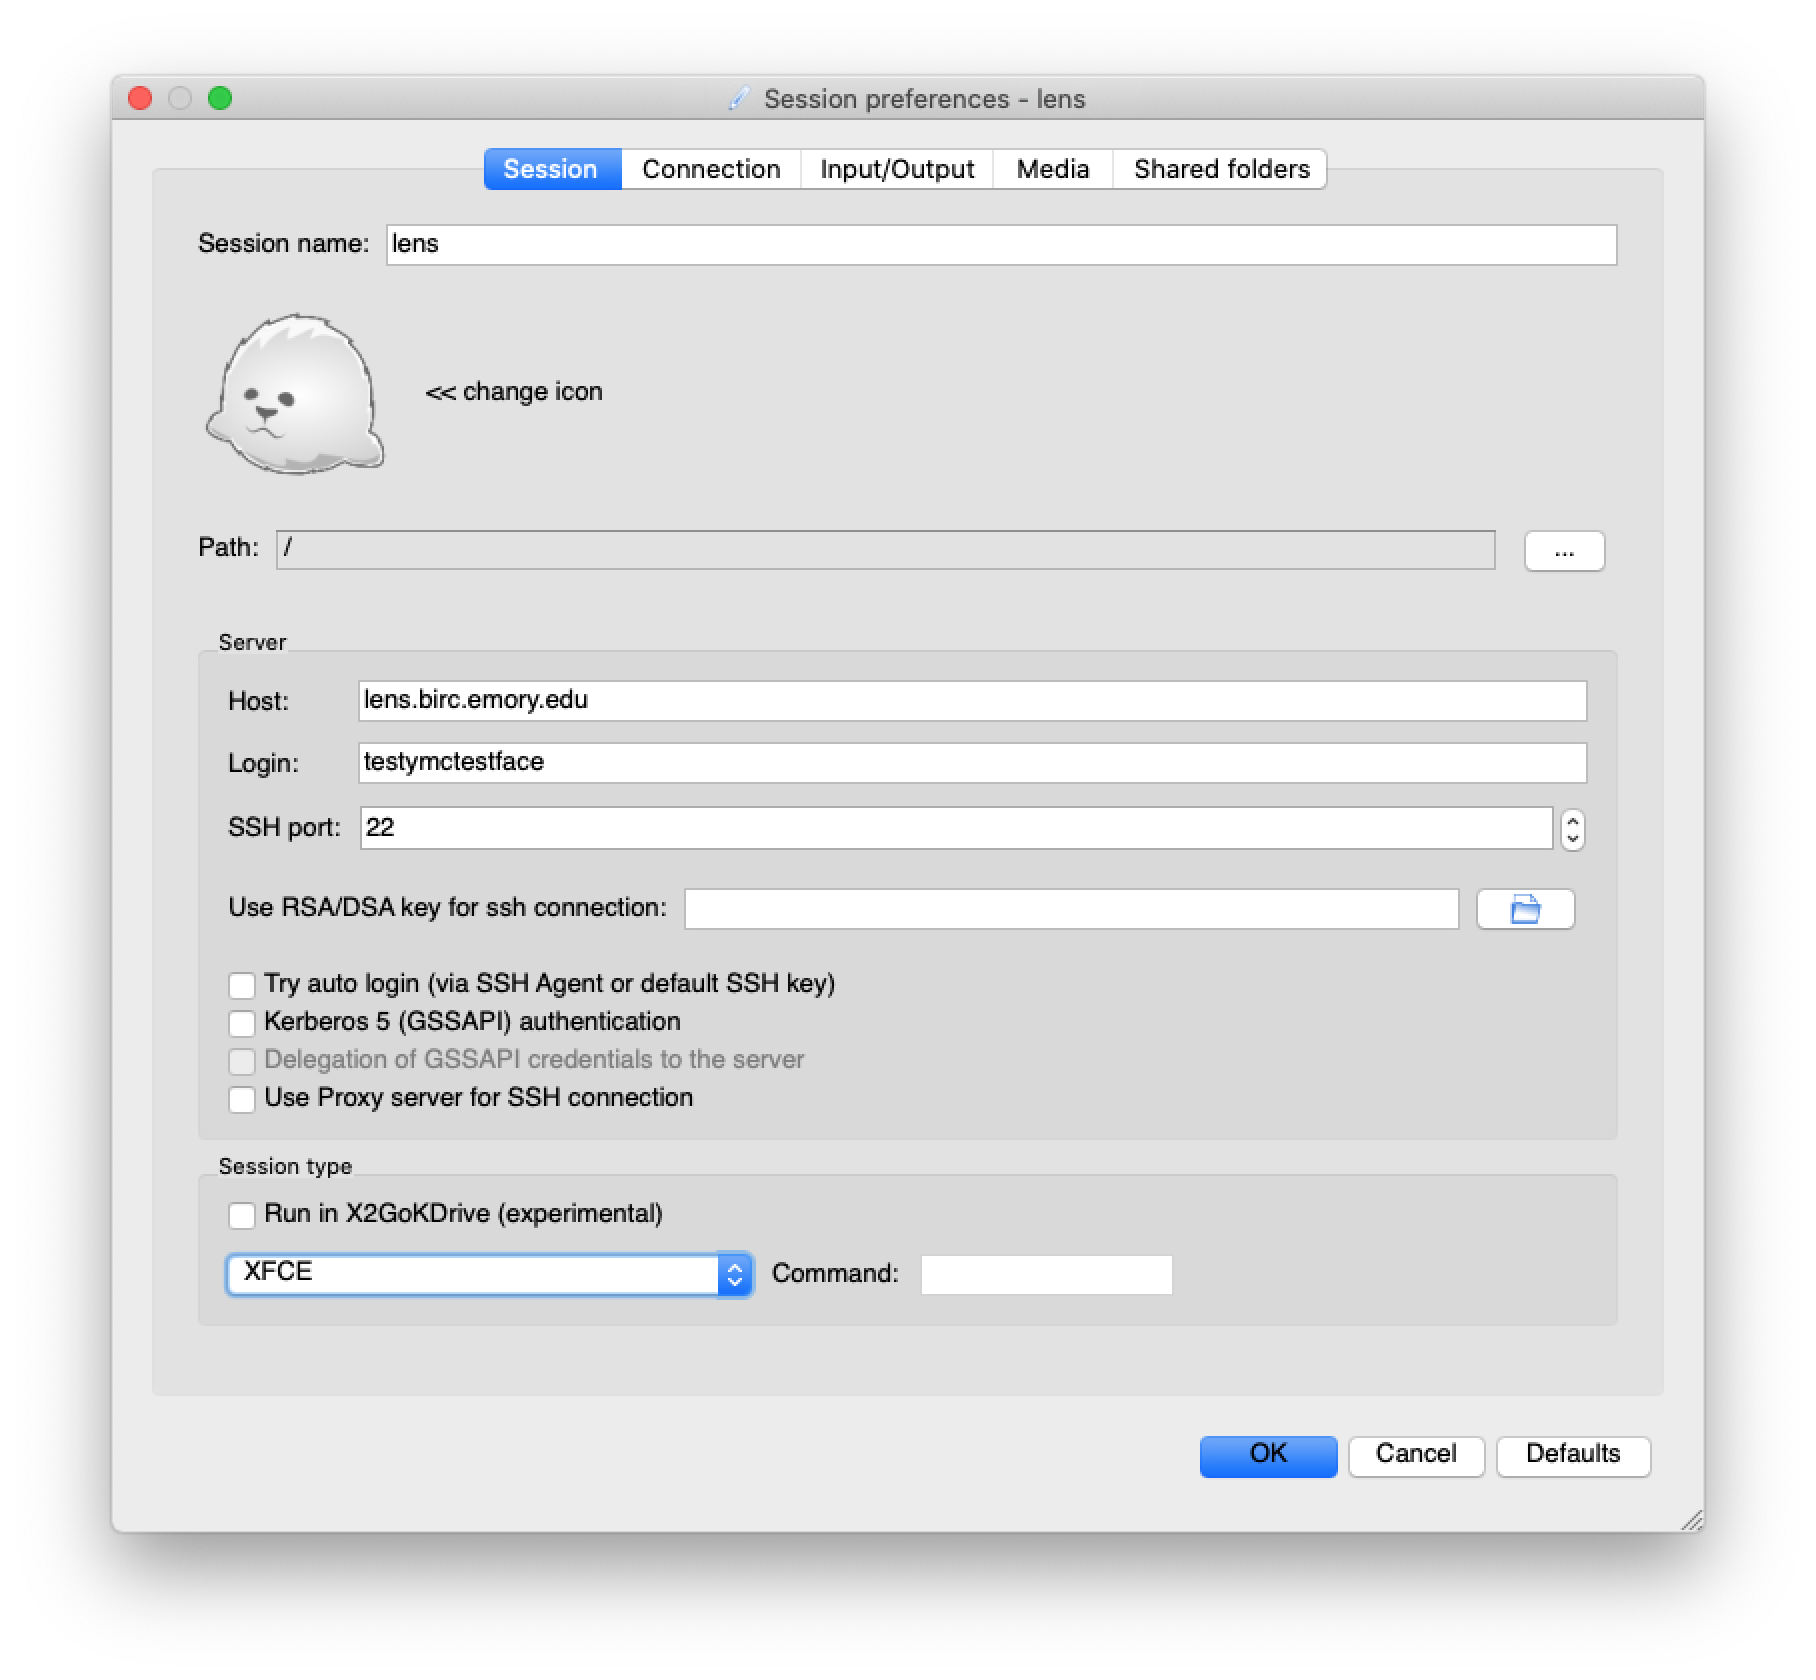 Session preferences - lens
Session Connection Input/Output Media Shared folders
Session name: lens
<< change icon
Path: / ...
Server
Host: lens.birc.emory.edu
Login: testymctestface
SSH port: 22
Use RSA/DSA key for ssh connection:
Try auto login (via SSH Agent or default SSH key)
Kerberos 5 (GSSAPI) authentication
Delegation of GSSAPI credentials to the server
Use Proxy server for SSH connection
Session type
Run in X2GoKDrive (experimental)
XFCE Command:
OK Cancel Defaults